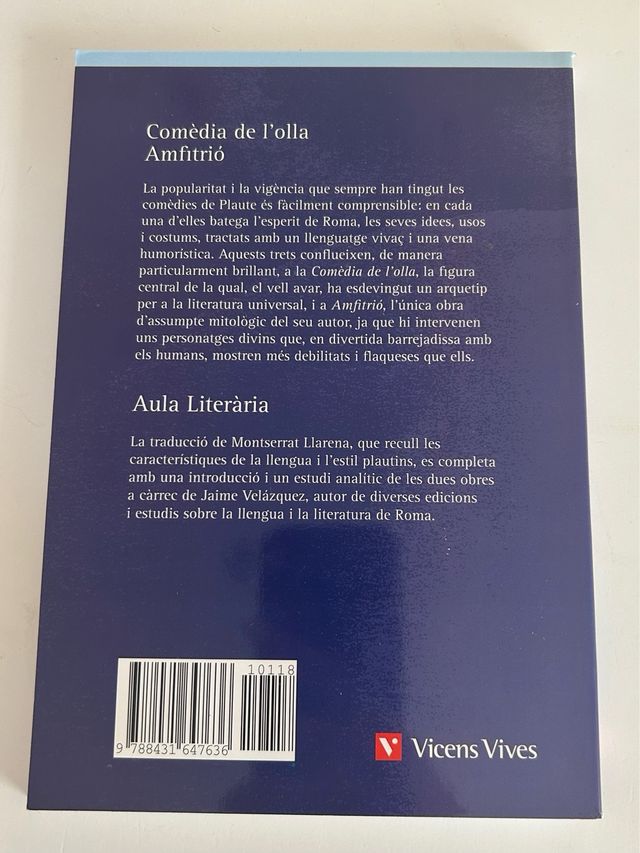 Comèdia de l'olla
Amfitrió
La popularitat i la vigència que sempre han tingut les
comèdies de Plaute és fàcilment comprensible: en cada
una d'elles batega l'esperit de Roma, les seves idees, usos
i costums, tractats amb un llenguatge vivaç i una vena
humorística. Aquests trets conflueixen, de manera
particularment brillant, a la Comèdia de l'olla, la figura
central de la qual, el vell avar, ha esdevingut un arquetip
per a la literatura universal, i a Amfitrió, l'única obra
d'assumpte mitològic del seu autor, ja que hi intervenen
uns personatges divins que, en divertida barrejadissa amb
els humans, mostren més debilitats i flaqueses que ells.
Aula Literària
La traducció de Montserrat Llarena, que recull les
característiques de la llengua i l'estil plautins, es completa
amb una introducció i un estudi analític de les dues obres
a càrrec de Jaime Velázquez, autor de diverses edicions
i estudis sobre la llengua i la literatura de Roma.
10118
9 788431 647636
V Vicens Vives